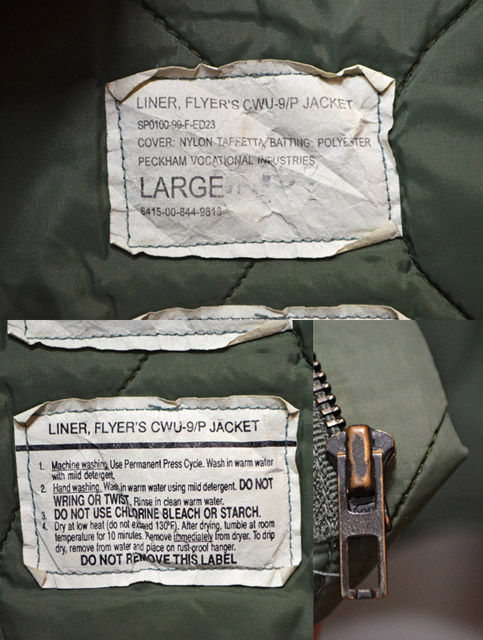 LINER, FLYER'S CWU-9/P JACKET
SP0100-99-F-ED23
COVER: NYLON TAFFETTA, BATTING: POLYESTER
PECKHAM VOCATIONAL INDUSTRIES
LARGE
8415-00-844-9813
LINER, FLYER'S CWU-9/P JACKET
1. Machine washing. Use Permanent Press Cycle. Wash in warm water
with mild detergent.
2. Hand washing. Wash in warm water using mild detergent. DO NOT
WRING OR TWIST. Rinse in clean warm water.
3. DO NOT USE CHLORINE BLEACH OR STARCH.
4. Dry at low heat (do not exceed 130°F). After drying, tumble at room
temperature for 10 minutes. Remove immediately from dryer. To drip
dry, remove from water and place on rust-proof hanger.
DO NOT REMOVE THIS LABEL